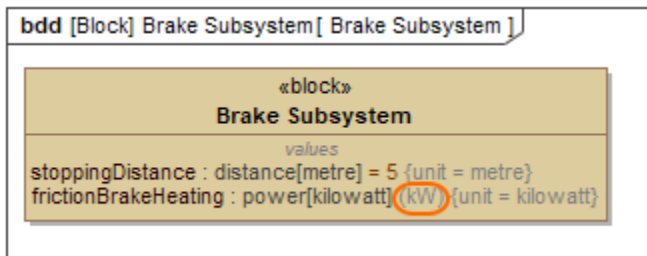 bdd [Block] Brake Subsystem[ Brake Subsystem ]
«block»
Brake Subsystem
values
stoppingDistance : distance[metre] = 5 {unit = metre}
frictionBrakeHeating : power[kilowatt] (kW) {unit = kilowatt}